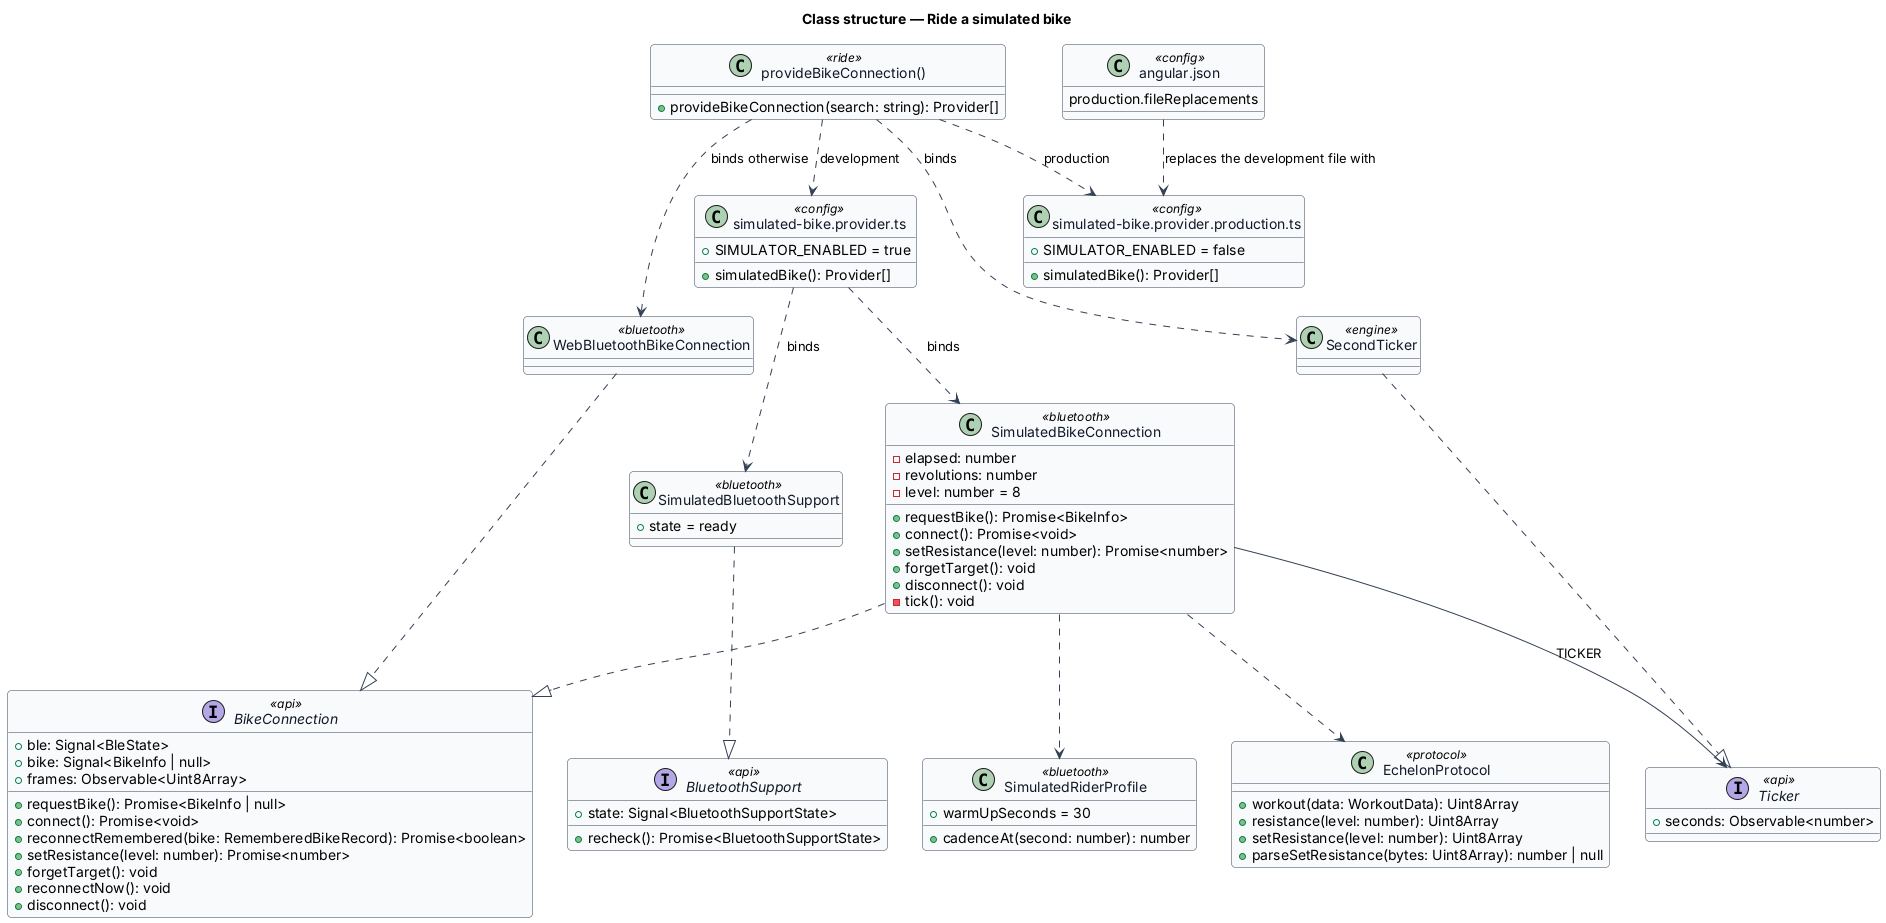 Class structure — Ride a simulated bike
C
«ride»
provideBikeConnection()
provideBikeConnection(search: string): Provider[]
C
«config»
angular.json
production.fileReplacements
binds otherwise
development
binds
production
replaces the development file with
C
«config»
simulated-bike.provider.ts
SIMULATOR_ENABLED = true
simulatedBike(): Provider[]
C
«config»
simulated-bike.provider.production.ts
SIMULATOR_ENABLED = false
simulatedBike(): Provider[]
C
«bluetooth»
WebBluetoothBikeConnection
binds
binds
C
«engine»
SecondTicker
C
«bluetooth»
SimulatedBikeConnection
elapsed: number
revolutions: number
level: number = 8
requestBike(): Promise<BikeInfo>
connect(): Promise<void>
setResistance(level: number): Promise<number>
forgetTarget(): void
disconnect(): void
tick(): void
C
«bluetooth»
SimulatedBluetoothSupport
state = ready
TICKER
I
«api»
BikeConnection
ble: Signal<BleState>
bike: Signal<BikeInfo | null>
frames: Observable<Uint8Array>
requestBike(): Promise<BikeInfo | null>
connect(): Promise<void>
reconnectRemembered(bike: RememberedBikeRecord): Promise<boolean>
setResistance(level: number): Promise<number>
forgetTarget(): void
reconnectNow(): void
disconnect(): void
I
«api»
BluetoothSupport
state: Signal<BluetoothSupportState>
recheck(): Promise<BluetoothSupportState>
C
«bluetooth»
SimulatedRiderProfile
warmUpSeconds = 30
cadenceAt(second: number): number
C
«protocol»
EchelonProtocol
workout(data: WorkoutData): Uint8Array
resistance(level: number): Uint8Array
setResistance(level: number): Uint8Array
parseSetResistance(bytes: Uint8Array): number | null
I
«api»
Ticker
seconds: Observable<number>